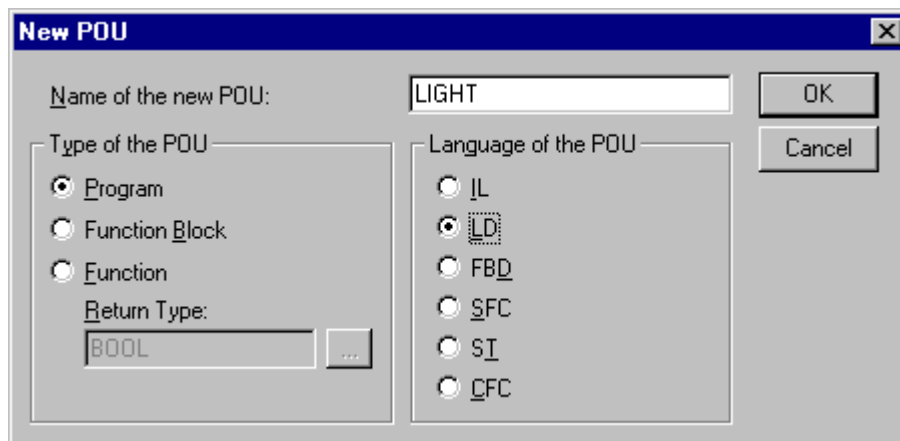 New POU
Name of the new POU: LIGHT
OK
Cancel
Type of the POU
Program
Function Block
Function
Return Type:
BOOL ...
Language of the POU
IL
LD
FBD
SFC
ST
CFC